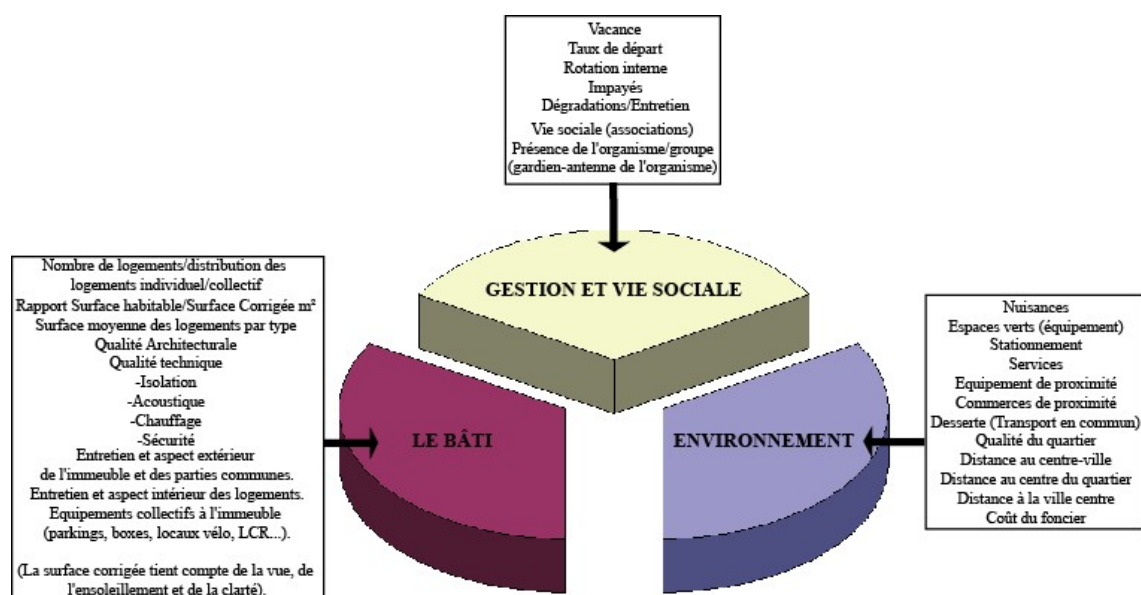 Vacance
Taux de départ
Rotation interne
Impayés
Dégradations/Entretien
Vie sociale (associations)
Présence de l'organisme/groupe
(gardien-antenne de l'organisme)
GESTION ET VIE SOCIALE
Nombre de logements/distribution des
logements individuel/collectif
Rapport Surface habitable/Surface Corrigée m²
Surface moyenne des logements par type
Qualité Architecturale
Qualité technique
-Isolation
-Acoustique
-Chauffage
-Sécurité
Entretien et aspect extérieur
de l'immeuble et des parties communes.
Entretien et aspect intérieur des logements.
Equipements collectifs à l'immeuble
(parkings, boxes, locaux vélo, LCR...).
(La surface corrigée tient compte de la vue, de
l'ensoleillement et de la clarté).
LE BÂTI
ENVIRONNEMENT
Nuisances
Espaces verts (équipement)
Stationnement
Services
Equipement de proximité
Commerces de proximité
Desserte (Transport en commun)
Qualité du quartier
Distance au centre-ville
Distance au centre du quartier
Distance à la ville centre
Coût du foncier